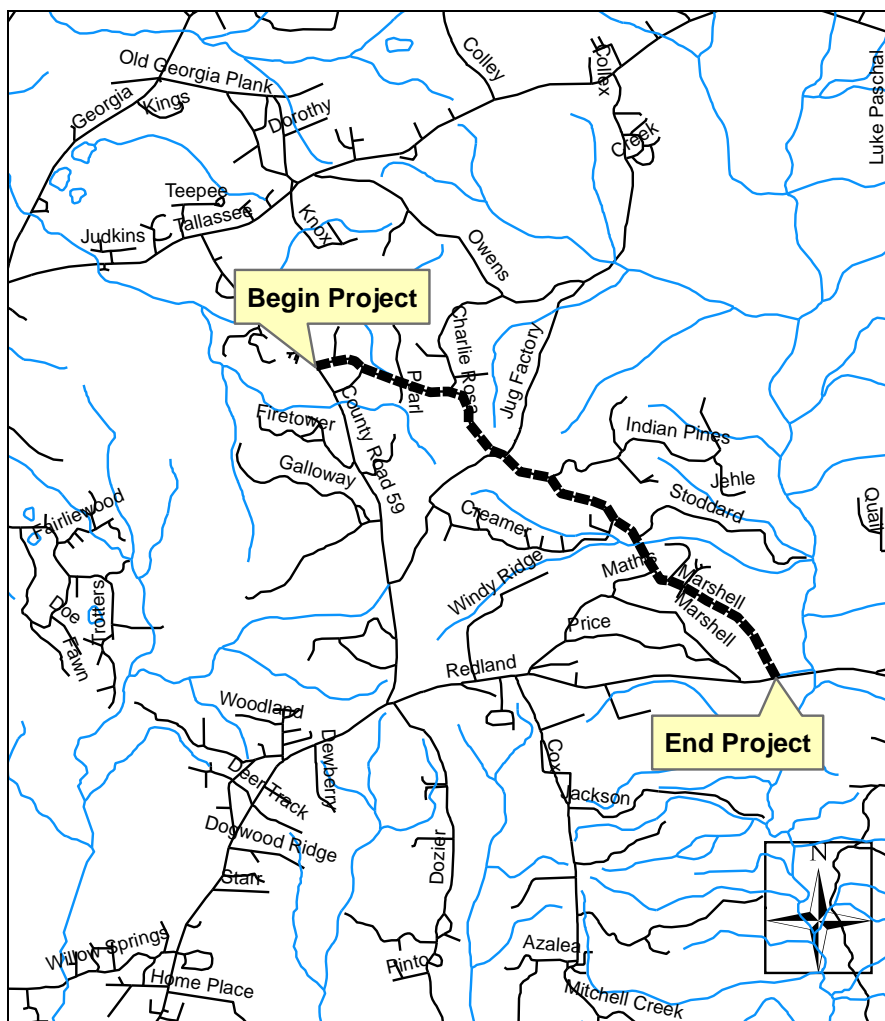 Colley
Collex
Luke Paschal
Old Georgia Plank
Georgia
Kings
Dorothy
Creek
Teepee
Tallassee
Judkins
Knox
Owens
Begin Project
Charlie Rosa
Jug Factory
Pearl
County Road 59
Firetower
Galloway
Indian Pines
Jehle
Stoddard
Quail
Fairliewood
Creamer
Windy Ridge
Mathis
Marshell
Marshell
Doe
Trotters
Fawn
Price
Redland
Woodland
End Project
Dewberry
Cox
Deer Track
Jackson
Dogwood Ridge
Dozier
Starr
N
Willow Springs
Azalea
Pinto
Home Place
Mitchell Creek